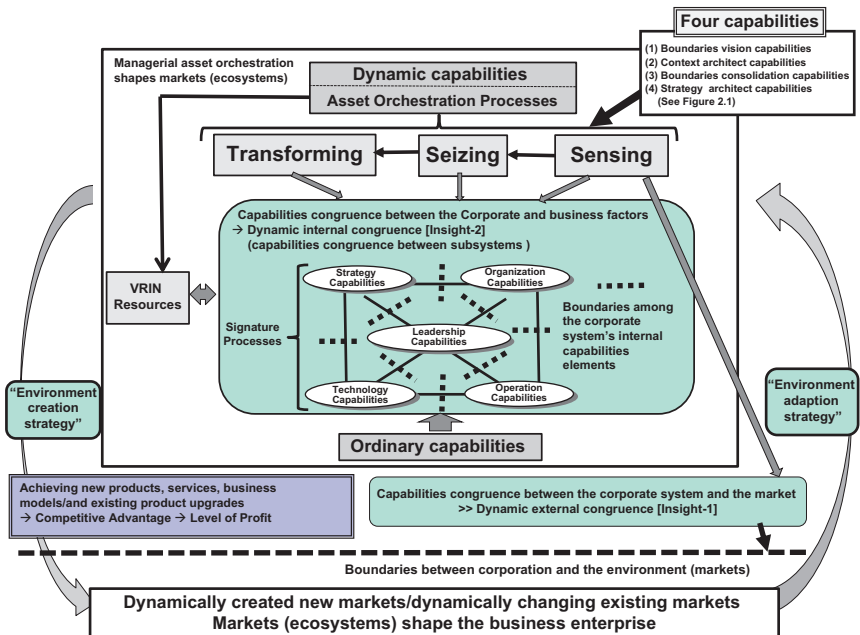 Four capabilities
(1) Boundaries vision capabilities
(2) Context architect capabilities
(3) Boundaries consolidation capabilities
(4) Strategy architect capabilities
(See Figure 2.1)
Managerial asset orchestration
shapes markets (ecosystems)
Dynamic capabilities
Asset Orchestration Processes
Transforming
Seizing
Sensing
Capabilities congruence between the Corporate and business factors
→ Dynamic internal congruence [Insight-2]
(capabilities congruence between subsystems )
VRIN
Resources
Signature
Processes
Strategy
Capabilities
Organization
Capabilities
Leadership
Capabilities
Technology
Capabilities
Operation
Capabilities
Boundaries among
the corporate
system's internal
capabilities
elements
Ordinary capabilities
"Environment
creation
strategy"
"Environment
adaption
strategy"
Achieving new products, services, business
models/and existing product upgrades
→ Competitive Advantage → Level of Profit
Capabilities congruence between the corporate system and the market
>> Dynamic external congruence [Insight-1]
Boundaries between corporation and the environment (markets)
Dynamically created new markets/dynamically changing existing markets
Markets (ecosystems) shape the business enterprise